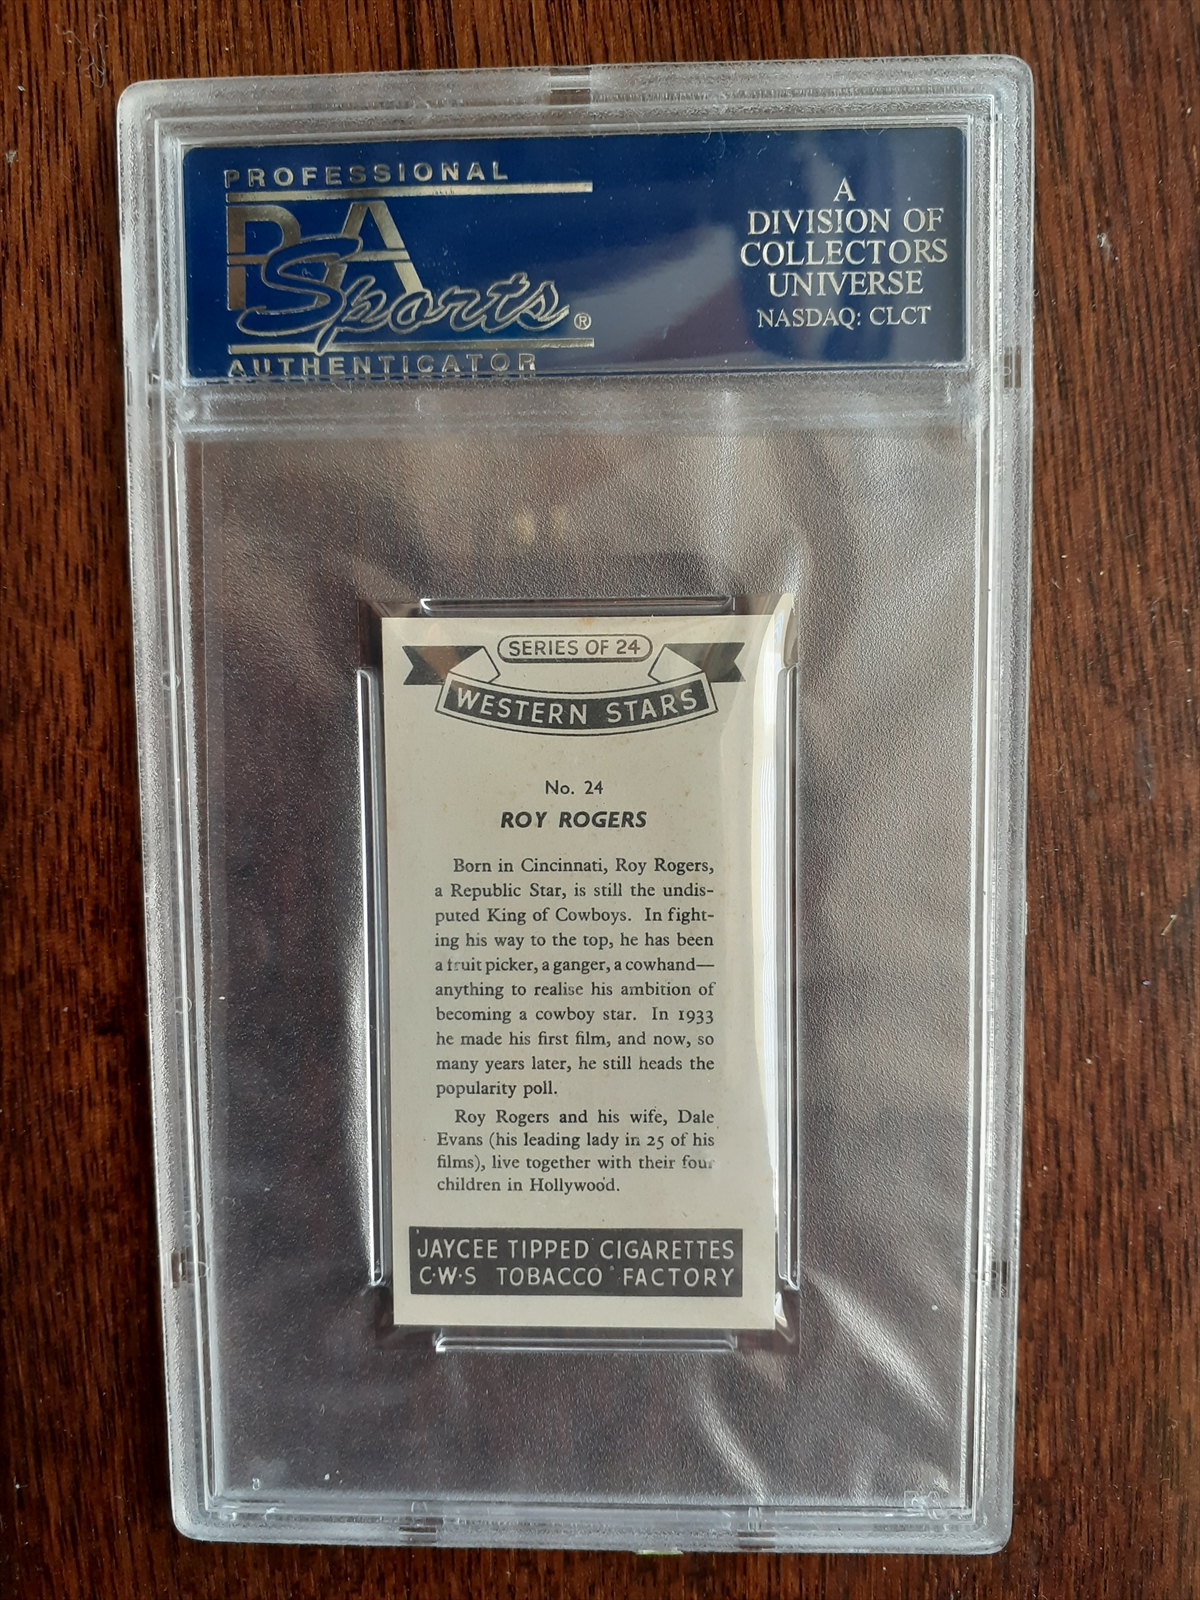 PROFESSIONAL
PSA
Sports®
AUTHENTICATOR
A
DIVISION OF
COLLECTORS
UNIVERSE
NASDAQ: CLCT
SERIES OF 24
WESTERN STARS
No. 24
ROY ROGERS
Born in Cincinnati, Roy Rogers,
a Republic Star, is still the undis-
puted King of Cowboys. In fight-
ing his way to the top, he has been
a fruit picker, a ganger, a cowhand—
anything to realise his ambition of
becoming a cowboy star. In 1933
he made his first film, and now, so
many years later, he still heads the
popularity poll.
Roy Rogers and his wife, Dale
Evans (his leading lady in 25 of his
films), live together with their four
children in Hollywood.
JAYCEE TIPPED CIGARETTES
C·W·S TOBACCO FACTORY